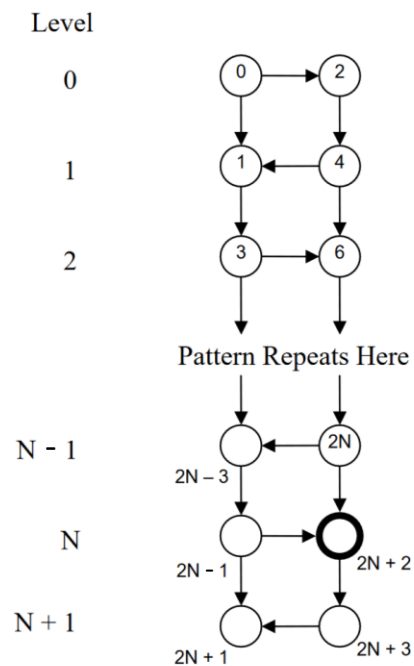 Level
0 0 2
1 1 4
2 3 6
Pattern Repeats Here
N - 1 2N
2N – 3
N
2N - 1 2N + 2
N + 1
2N + 1 2N + 3